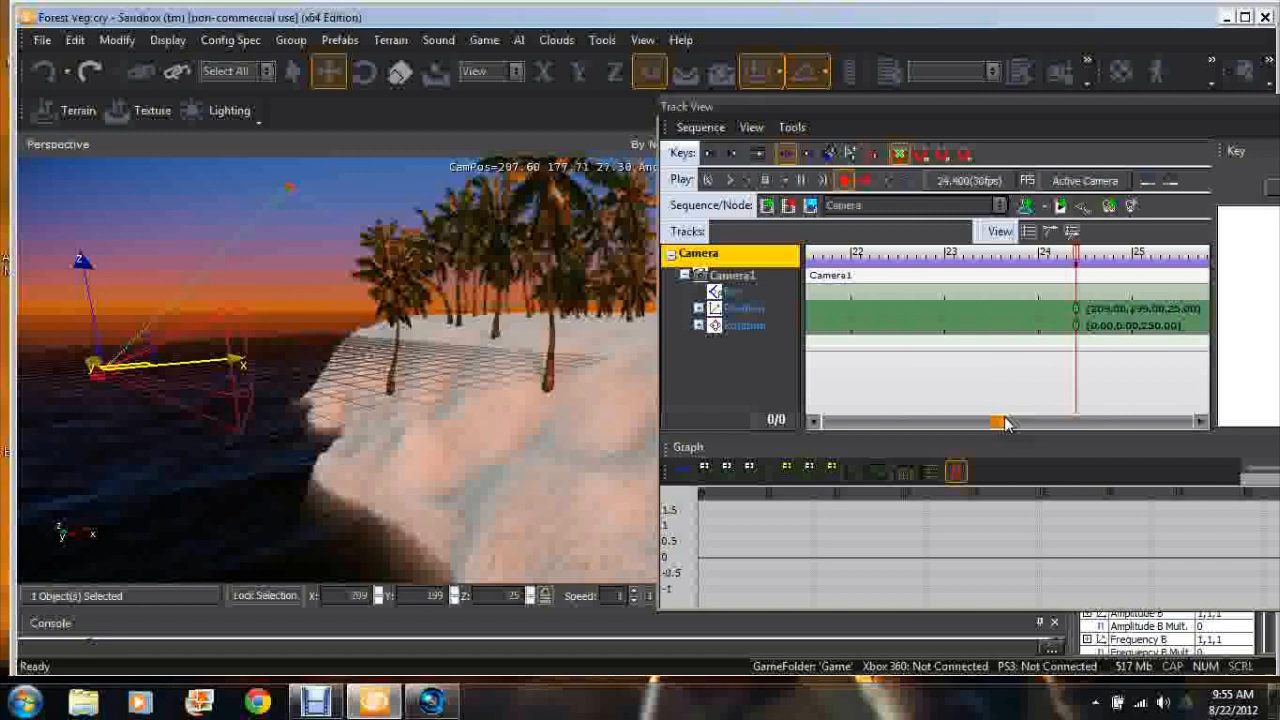 Forest Veg.cry - Sandbox (tm) [non-commercial use] (x64 Edition)
File Edit Modify Display Config Spec Group Prefabs Terrain Sound Game AI Clouds Tools View Help
Select All View X Y Z
Terrain Texture Lighting
Track View
Sequence View Tools
Perspective By N
CamPos=207.60 177.71 27.30
Keys: Key
Play: 24.400(30fps) FPS Active Camera
Sequence/Node: Camera
Tracks: View
Camera 22 23 24 25
Camera1 Camera1
Position (209.00,199.00,25.00)
Rotation (0.00,0.00,250.00)
z
y x
0/0
Graph
1.5
1
0.5
0
-0.5
-1
z
y x
1 Object(s) Selected Lock Selection X: 209 Y: 199 Z: 25 Speed: 1
Console
Amplitude B 1,1,1
Amplitude B Mult. 0
Frequency B 1,1,1
Frequency B Mult. 0
Ready GameFolder: 'Game' Xbox 360: Not Connected PS3: Not Connected 517 Mb CAP NUM SCRL
9:55 AM
8/22/2012